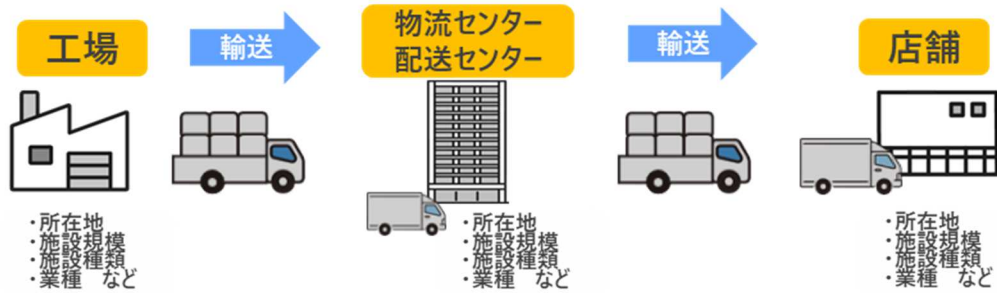 工場
輸送
物流センター
配送センター
輸送
店舗
・所在地
・施設規模
・施設種類
・業種　など
・所在地
・施設規模
・施設種類
・業種　など
・所在地
・施設規模
・施設種類
・業種　など